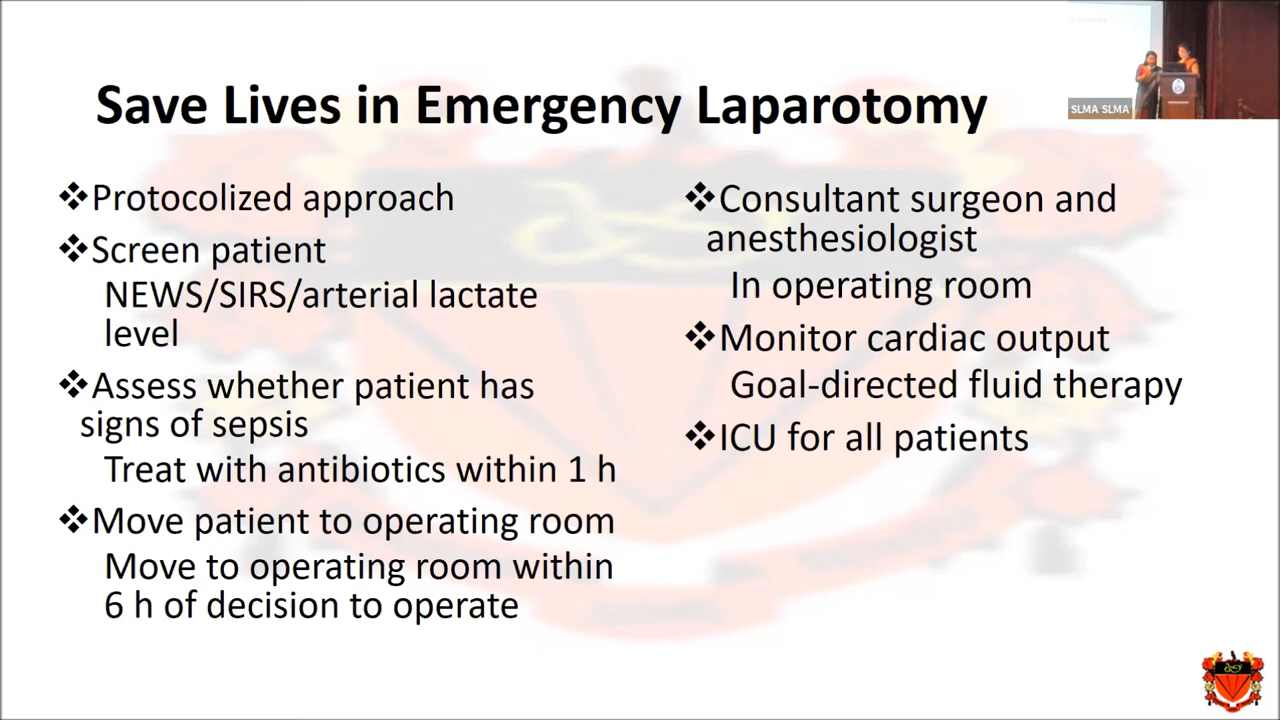 Save Lives in Emergency Laparotomy
SLMA SLMA
❖Protocolized approach
❖Screen patient
NEWS/SIRS/arterial lactate
level
❖Assess whether patient has
signs of sepsis
Treat with antibiotics within 1 h
❖Move patient to operating room
Move to operating room within
6 h of decision to operate
❖Consultant surgeon and
anesthesiologist
In operating room
❖Monitor cardiac output
Goal-directed fluid therapy
❖ICU for all patients